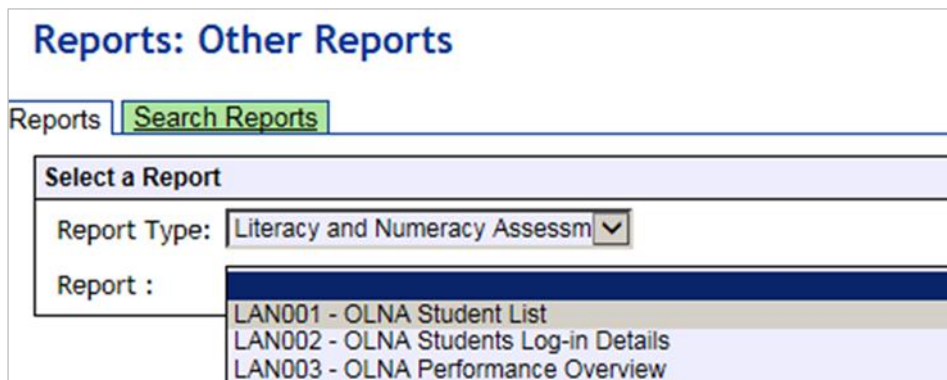 Reports: Other Reports
Reports Search Reports
Select a Report
Report Type: Literacy and Numeracy Assessm
Report :
LAN001 - OLNA Student List
LAN002 - OLNA Students Log-in Details
LAN003 - OLNA Performance Overview